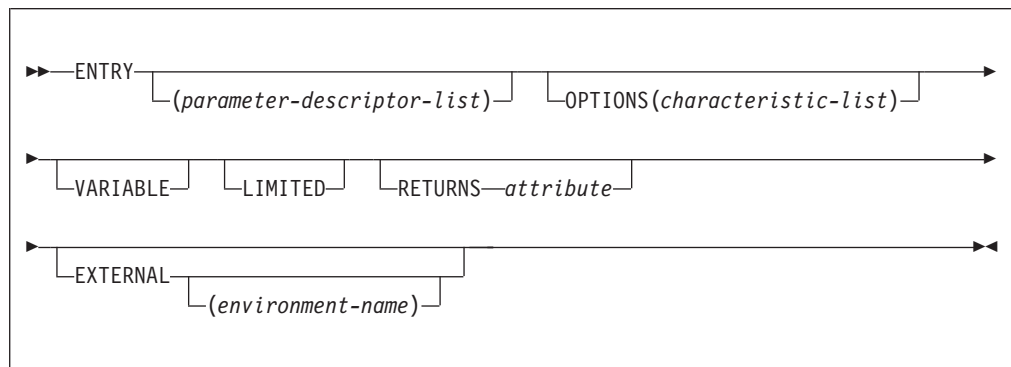 ENTRY
(parameter-descriptor-list) OPTIONS(characteristic-list)
VARIABLE LIMITED RETURNS attribute
EXTERNAL
(environment-name)